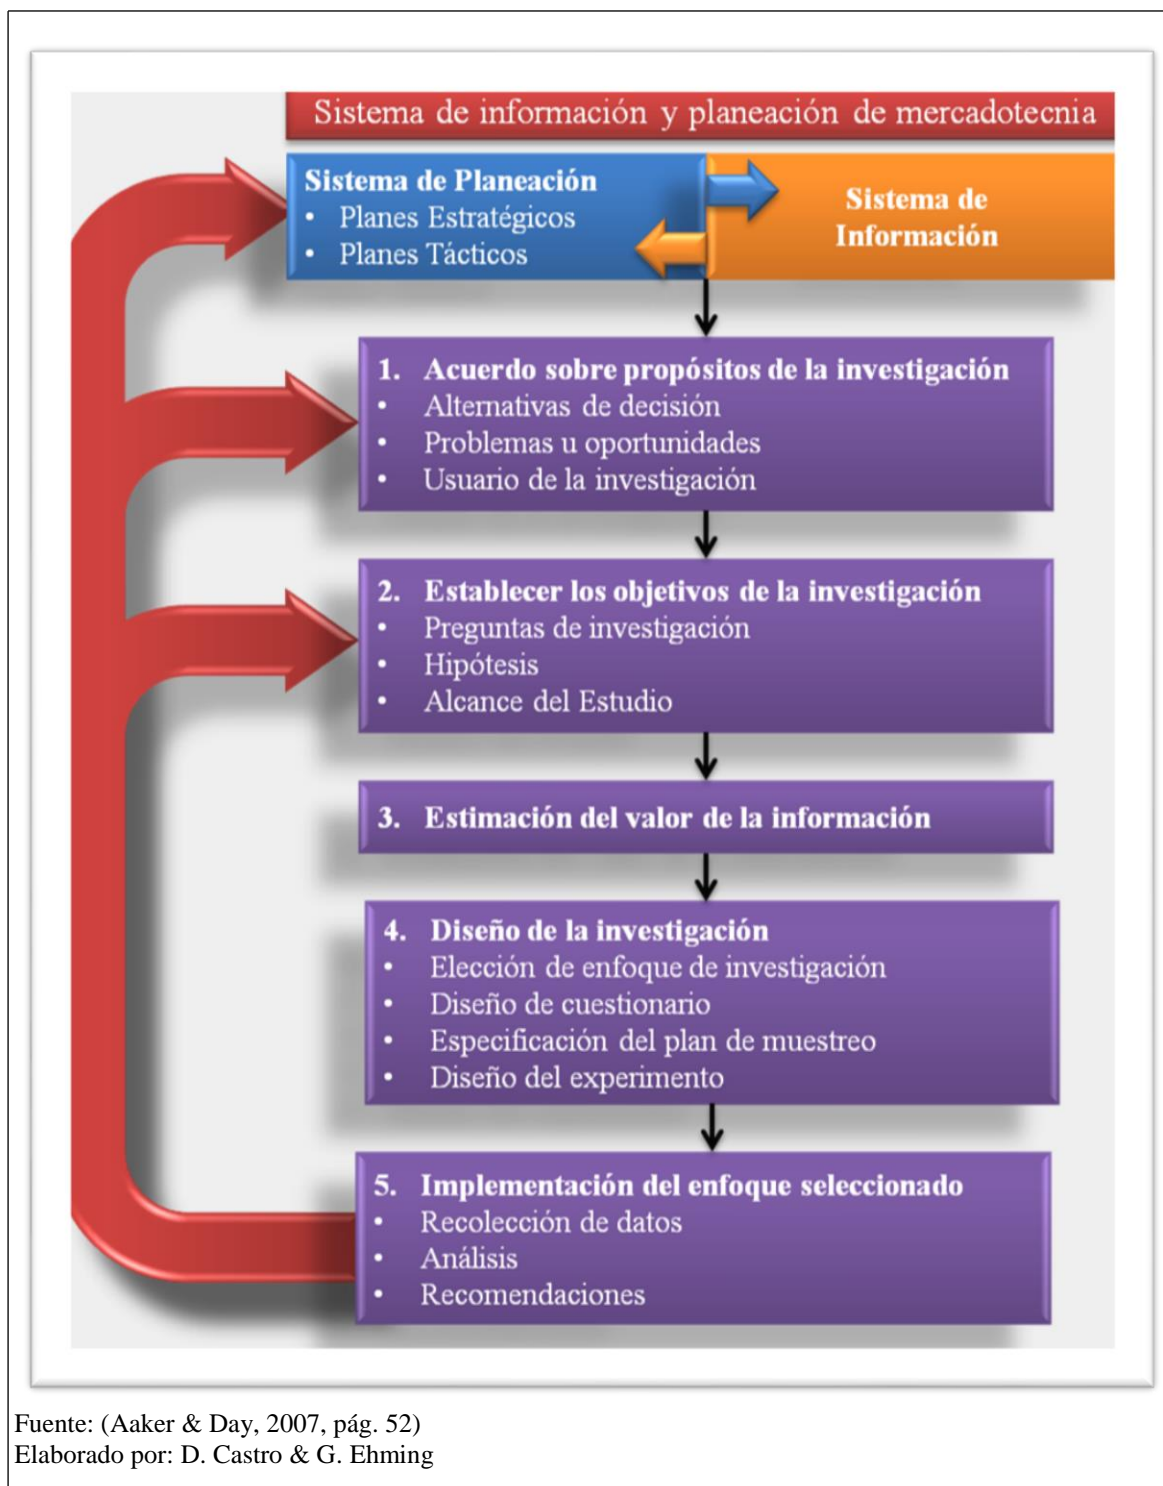 Sistema de información y planeación de mercadotecnia
Sistema de Planeación
• Planes Estratégicos
• Planes Tácticos
Sistema de
Información
1. Acuerdo sobre propósitos de la investigación
• Alternativas de decisión
• Problemas u oportunidades
• Usuario de la investigación
2. Establecer los objetivos de la investigación
• Preguntas de investigación
• Hipótesis
• Alcance del Estudio
3. Estimación del valor de la información
4. Diseño de la investigación
• Elección de enfoque de investigación
• Diseño de cuestionario
• Especificación del plan de muestreo
• Diseño del experimento
5. Implementación del enfoque seleccionado
• Recolección de datos
• Análisis
• Recomendaciones
Fuente: (Aaker & Day, 2007, pág. 52)
Elaborado por: D. Castro & G. Ehming